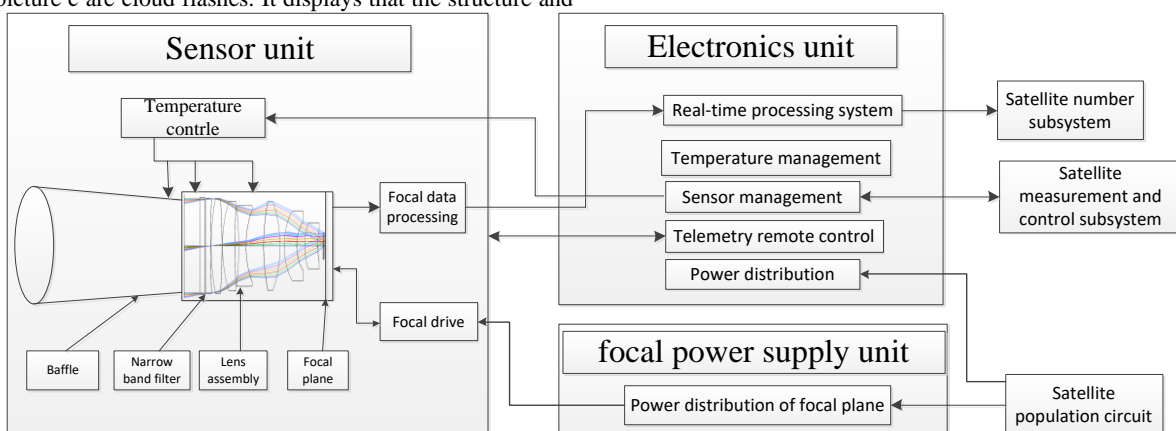 picture c are cloud flashes. It displays that the structure and
Sensor unit
Electronics unit
Temperature
contrle
Real-time processing system
Satellite number
subsystem
Temperature management
Focal data
processing
Sensor management
Satellite
measurement and
control subsystem
Telemetry remote control
Power distribution
Focal drive
Baffle
Narrow
band filter
Lens
assembly
Focal
plane
focal power supply unit
Power distribution of focal plane
Satellite
population circuit